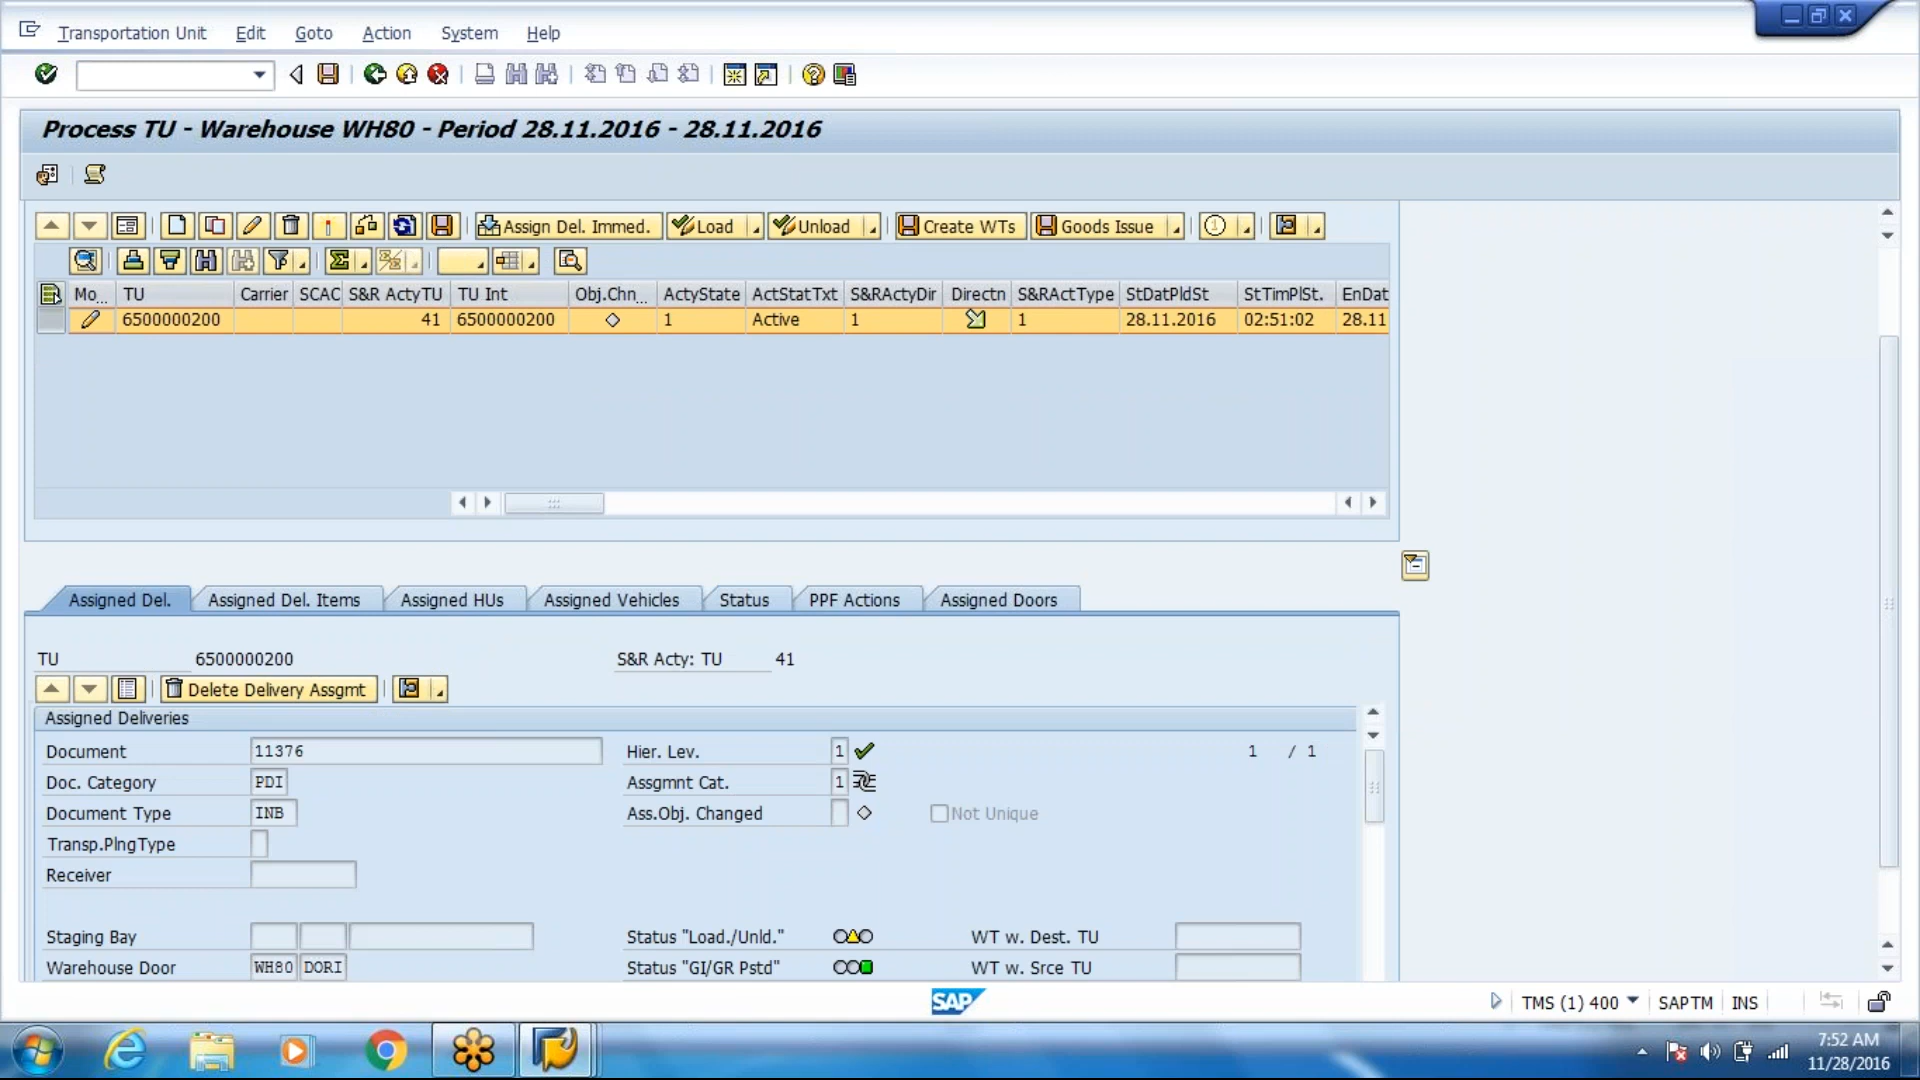 Transportation Unit Edit Goto Action System Help
Process TU - Warehouse WH80 - Period 28.11.2016 - 28.11.2016
Assign Del. Immed. Load Unload Create WTs Goods Issue
Mo... TU Carrier SCAC S&R ActyTU TU Int Obj.Chn... ActyState ActStatTxt S&RActyDir Directn S&RActType StDatPldSt StTimPlSt. EnDat
6500000200 41 6500000200 1 Active 1 1 28.11.2016 02:51:02 28.11
Assigned Del. Assigned Del. Items Assigned HUs Assigned Vehicles Status PPF Actions Assigned Doors
TU 6500000200 S&R Acty: TU 41
Delete Delivery Assgmt
Assigned Deliveries
Document 11376 Hier. Lev. 1 1 / 1
Doc. Category PDI Assgmnt Cat. 1
Document Type INB Ass.Obj. Changed Not Unique
Transp.PlngType
Receiver
Staging Bay Status "Load./Unld." WT w. Dest. TU
Warehouse Door WH80 DORI Status "GI/GR Pstd" WT w. Srce TU
SAP TMS (1) 400 SAPTM INS
7:52 AM
11/28/2016